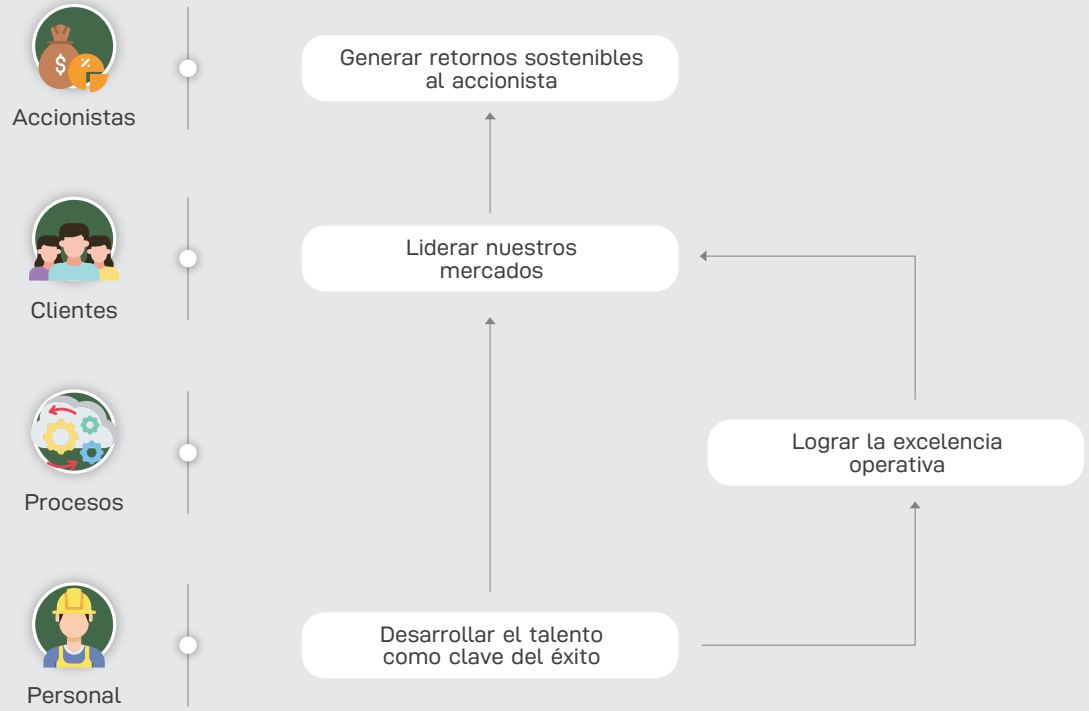 $
%
Accionistas
Generar retornos sostenibles
al accionista
Clientes
Liderar nuestros
mercados
Procesos
Lograr la excelencia
operativa
Personal
Desarrollar el talento
como clave del éxito